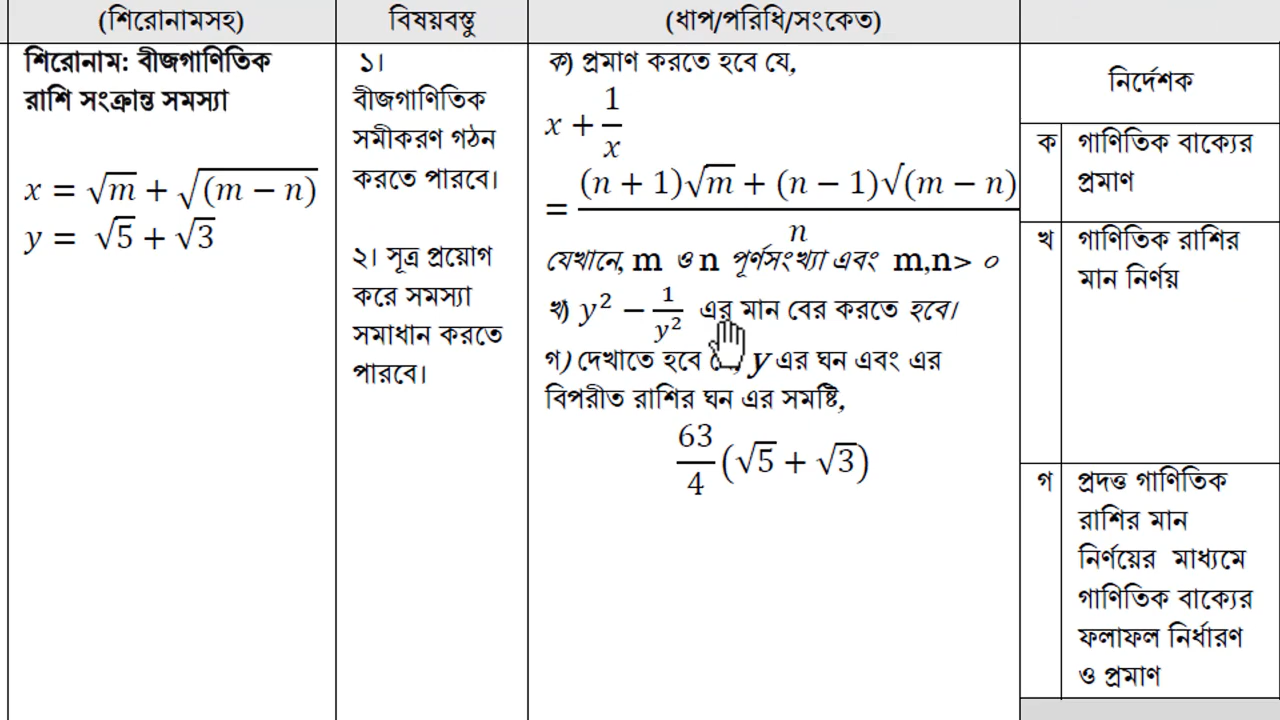 (শিরোনামসহ)
বিষয়বস্তু
(ধাপ/পরিধি/সংকেত)
শিরোনাম: বীজগাণিতিক
রাশি সংক্রান্ত সমস্যা
x = √m + √(m − n)
y = √5 + √3
১।
বীজগাণিতিক
সমীকরণ গঠন
করতে পারবে।
২। সূত্র প্রয়োগ
করে সমস্যা
সমাধান করতে
পারবে।
ক) প্রমাণ করতে হবে যে,
x + 1/x
= ((n + 1)√m + (n − 1)√(m − n))/n
যেখানে, m ও n পূর্ণসংখ্যা এবং m,n> ০
খ) y² − 1/y² এর মান বের করতে হবে।
গ) দেখাতে হবে y এর ঘন এবং এর
বিপরীত রাশির ঘন এর সমষ্টি,
63/4 (√5 + √3)
নির্দেশক
ক গাণিতিক বাক্যের
প্রমাণ
খ গাণিতিক রাশির
মান নির্ণয়
গ প্রদত্ত গাণিতিক
রাশির মান
নির্ণয়ের মাধ্যমে
গাণিতিক বাক্যের
ফলাফল নির্ধারণ
ও প্রমাণ